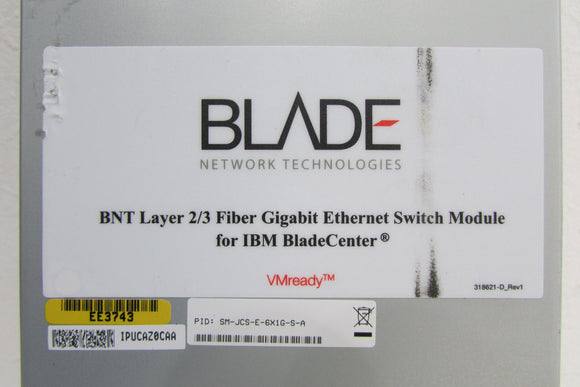 BLADE
NETWORK TECHNOLOGIES
BNT Layer 2/3 Fiber Gigabit Ethernet Switch Module
for IBM BladeCenter®
VMready™
318621-D_Rev1
EE3743
IPUCAZ0CAA
PID: SM-JCS-E-6X1G-S-A